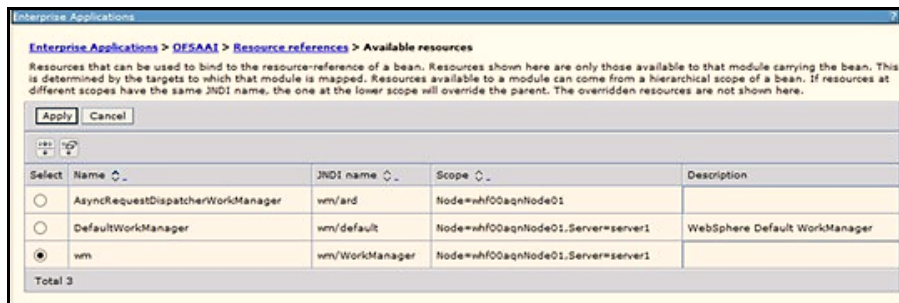 Enterprise Applications ?
Enterprise Applications > OFSAAI > Resource references > Available resources
Resources that can be used to bind to the resource-reference of a bean. Resources shown here are only those available to that module carrying the bean. This
is determined by the targets to which that module is mapped. Resources available to a module can come from a hierarchical scope of a bean. If resources at
different scopes have the same JNDI name, the one at the lower scope will override the parent. The overridden resources are not shown here.
Apply Cancel
Select Name JNDI name Scope Description
AsyncRequestDispatcherWorkManager wm/ard Node=whf00aqnNode01
DefaultWorkManager wm/default Node=whf00aqnNode01,Server=server1 WebSphere Default WorkManager
wm wm/WorkManager Node=whf00aqnNode01,Server=server1
Total 3